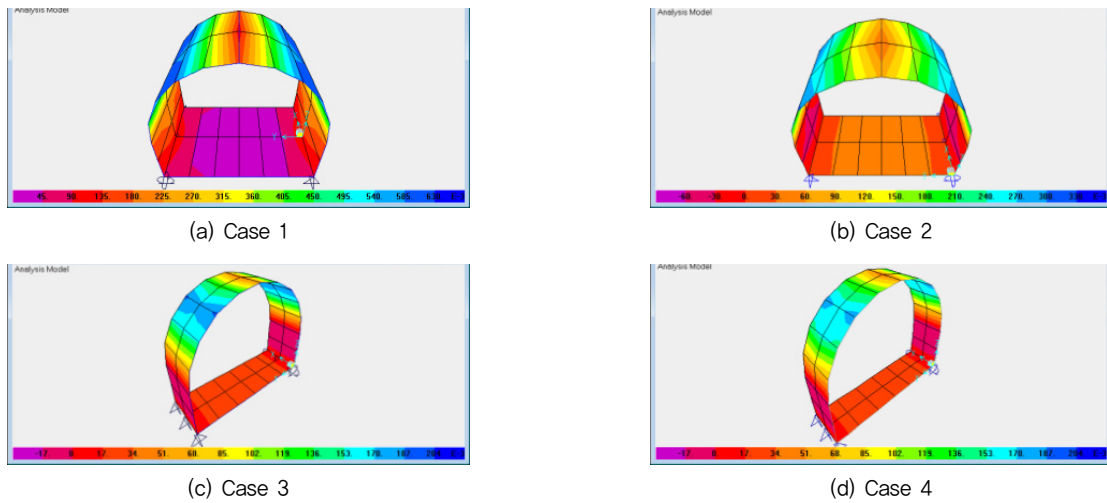 Analysis Model
Analysis Model
45. 90. 135. 180. 225. 270. 315. 360. 405. 450. 495. 540. 585. 630.
-60. -30. 0. 30. 60. 90. 120. 150. 180. 210. 240. 270. 300. 330.
(a) Case 1
(b) Case 2
Analysis Model
Analysis Model
-17. 0. 17. 34. 51. 68. 85. 102. 119. 136. 153. 170. 187. 204.
-17. 0. 17. 34. 51. 68. 85. 102. 119. 136. 153. 170. 187. 204.
(c) Case 3
(d) Case 4